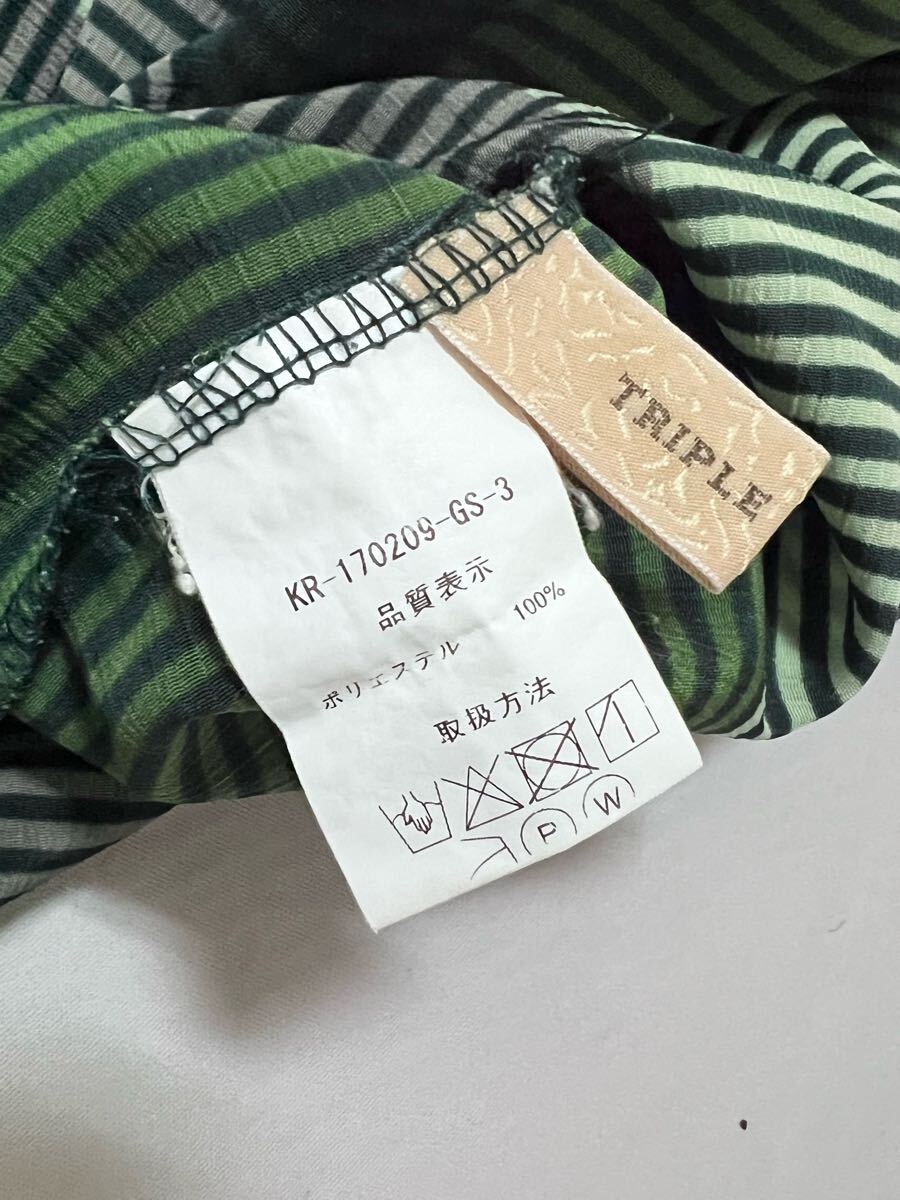 KR-170209-GS-3
品質表示
ポリエステル 100%
取扱方法
P W
TRIPLE